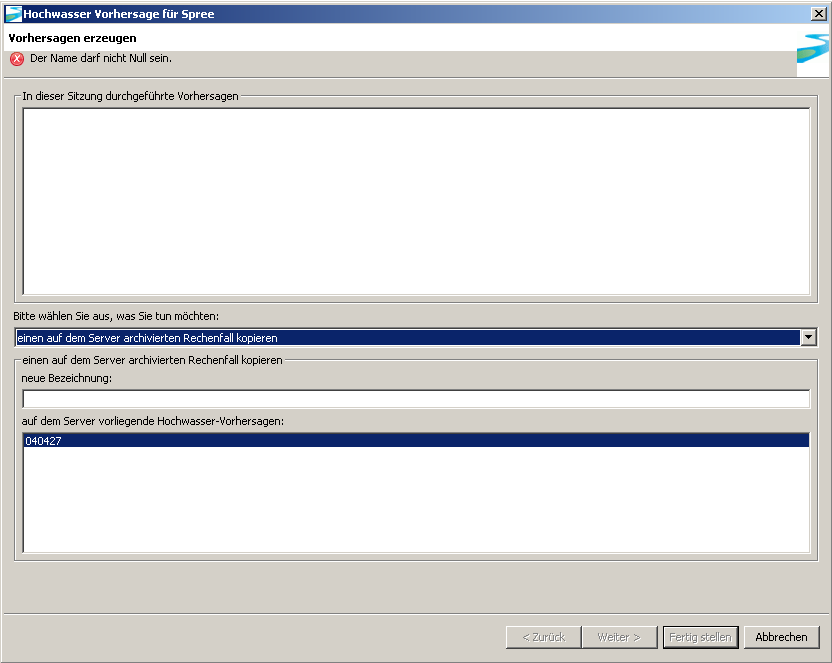 Hochwasser Vorhersage für Spree
Vorhersagen erzeugen
Der Name darf nicht Null sein.
In dieser Sitzung durchgeführte Vorhersagen
Bitte wählen Sie aus, was Sie tun möchten:
einen auf dem Server archivierten Rechenfall kopieren
einen auf dem Server archivierten Rechenfall kopieren
neue Bezeichnung:
auf dem Server vorliegende Hochwasser-Vorhersagen:
040427
< Zurück Weiter > Fertig stellen Abbrechen